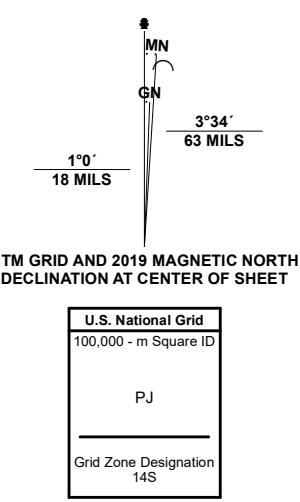 MN
GN
3°34´
63 MILS
1°0´
18 MILS
TM GRID AND 2019 MAGNETIC NORTH
DECLINATION AT CENTER OF SHEET
U.S. National Grid
100,000 - m Square ID
PJ
Grid Zone Designation
14S